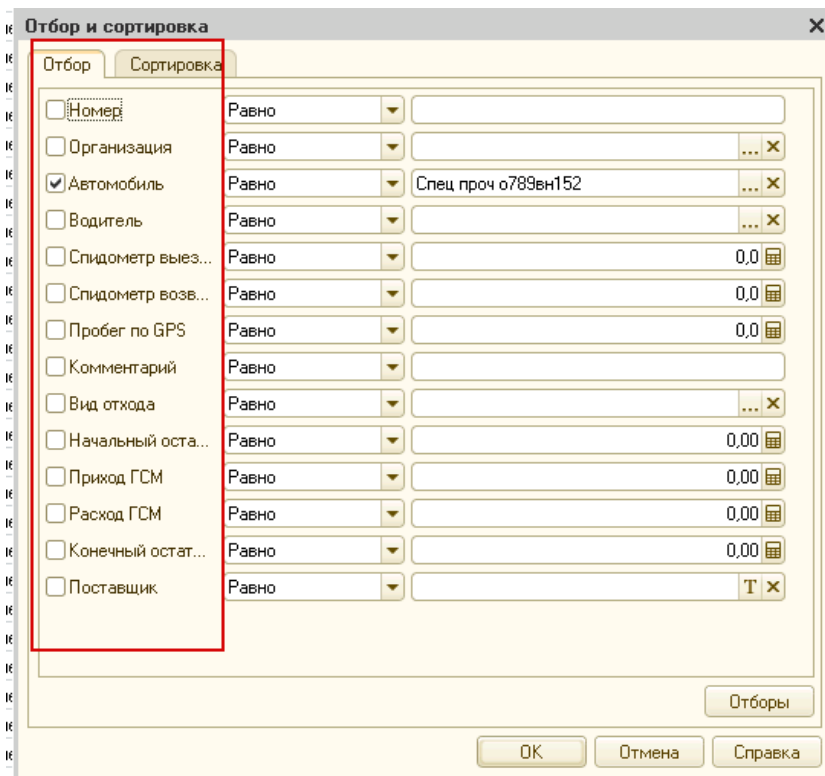 Отбор и сортировка
Отбор Сортировка
Номер Равно
Организация Равно ...
Автомобиль Равно Спец проч о789вн152 ...
Водитель Равно ...
Спидометр выез... Равно 0,0
Спидометр возв... Равно 0,0
Пробег по GPS Равно 0,0
Комментарий Равно
Вид отхода Равно ...
Начальный оста... Равно 0,00
Приход ГСМ Равно 0,00
Расход ГСМ Равно 0,00
Конечный остат... Равно 0,00
Поставщик Равно T
Отборы
OK Отмена Справка